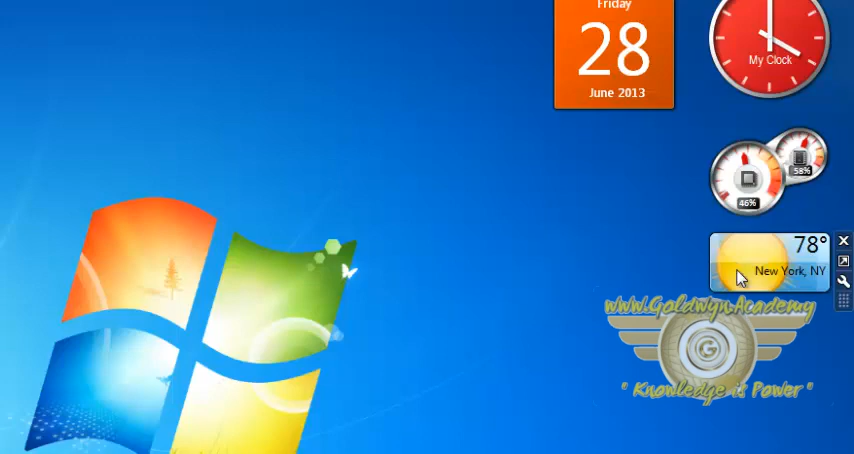 Friday
28
June 2013
My Clock
58%
46%
78°
New York, NY
www.GoldwynAcademy
G
" Knowledge is Power "